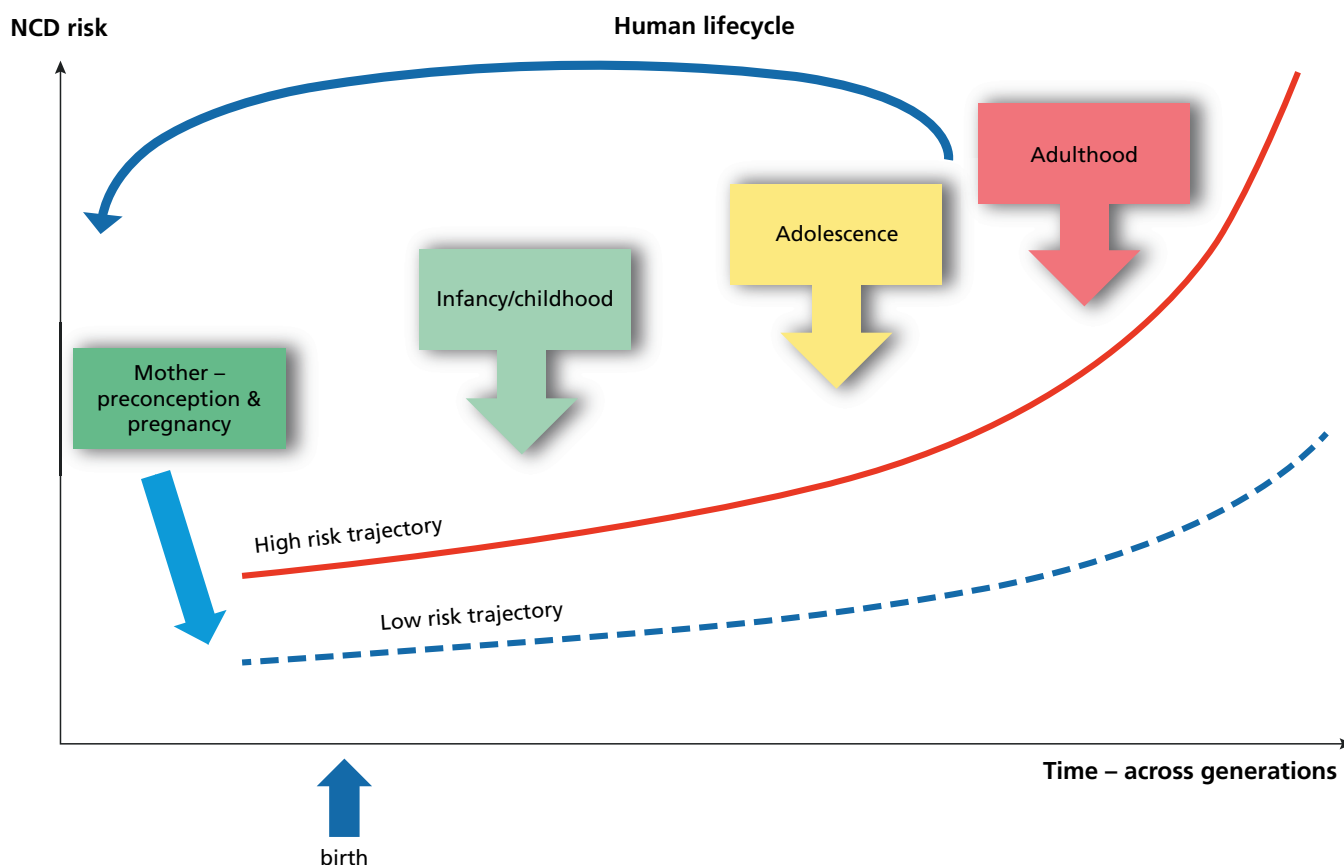 NCD risk
Human lifecycle
Adulthood
Adolescence
Infancy/childhood
Mother –
preconception &
pregnancy
High risk trajectory
Low risk trajectory
Time – across generations
birth